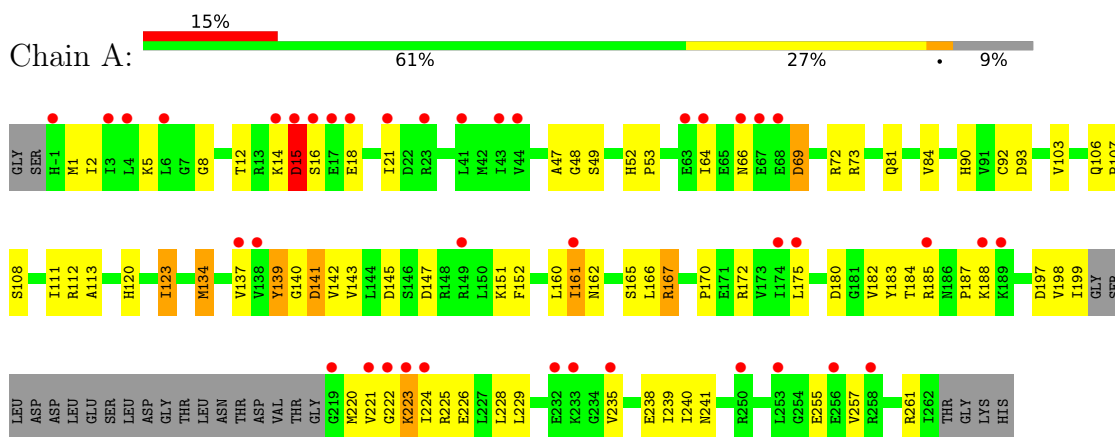 15%
Chain A:
61% 27% • 9%
GLY SER H-1 M1 I2 I3 L4 K5 L6 G7 G8 T12 R13 K14 D15 S16 E17 E18 I21 D22 R23 L41 M42 I43 V44 A47 G48 S49 H52 P53 E63 I64 E65 N66 E67 E68 D69 R72 R73 Q81 V84 H90 V91 C92 D93 V103 Q106 R107
S108 I111 R112 A113 H120 I123 M134 V137 V138 Y139 G140 D141 V142 V143 L144 D145 S146 D147 R148 R149 L150 K151 F152 L160 I161 N162 S165 L166 R167 P170 E171 R172 V173 I174 L175 D180 G181 V182 Y183 T184 R185 N186 P187 K188 K189 D197 V198 I199 GLY SER
LEU ASP ASP LEU GLU SER LEU ASP GLY THR LEU ASN THR ASP VAL THR GLY G219 M220 V221 G222 K223 I224 R225 E226 L227 L228 L229 E232 K233 G234 V235 E238 I239 I240 N241 R250 L253 G254 E255 E256 V257 R258 R261 I262 THR GLY LYS HIS